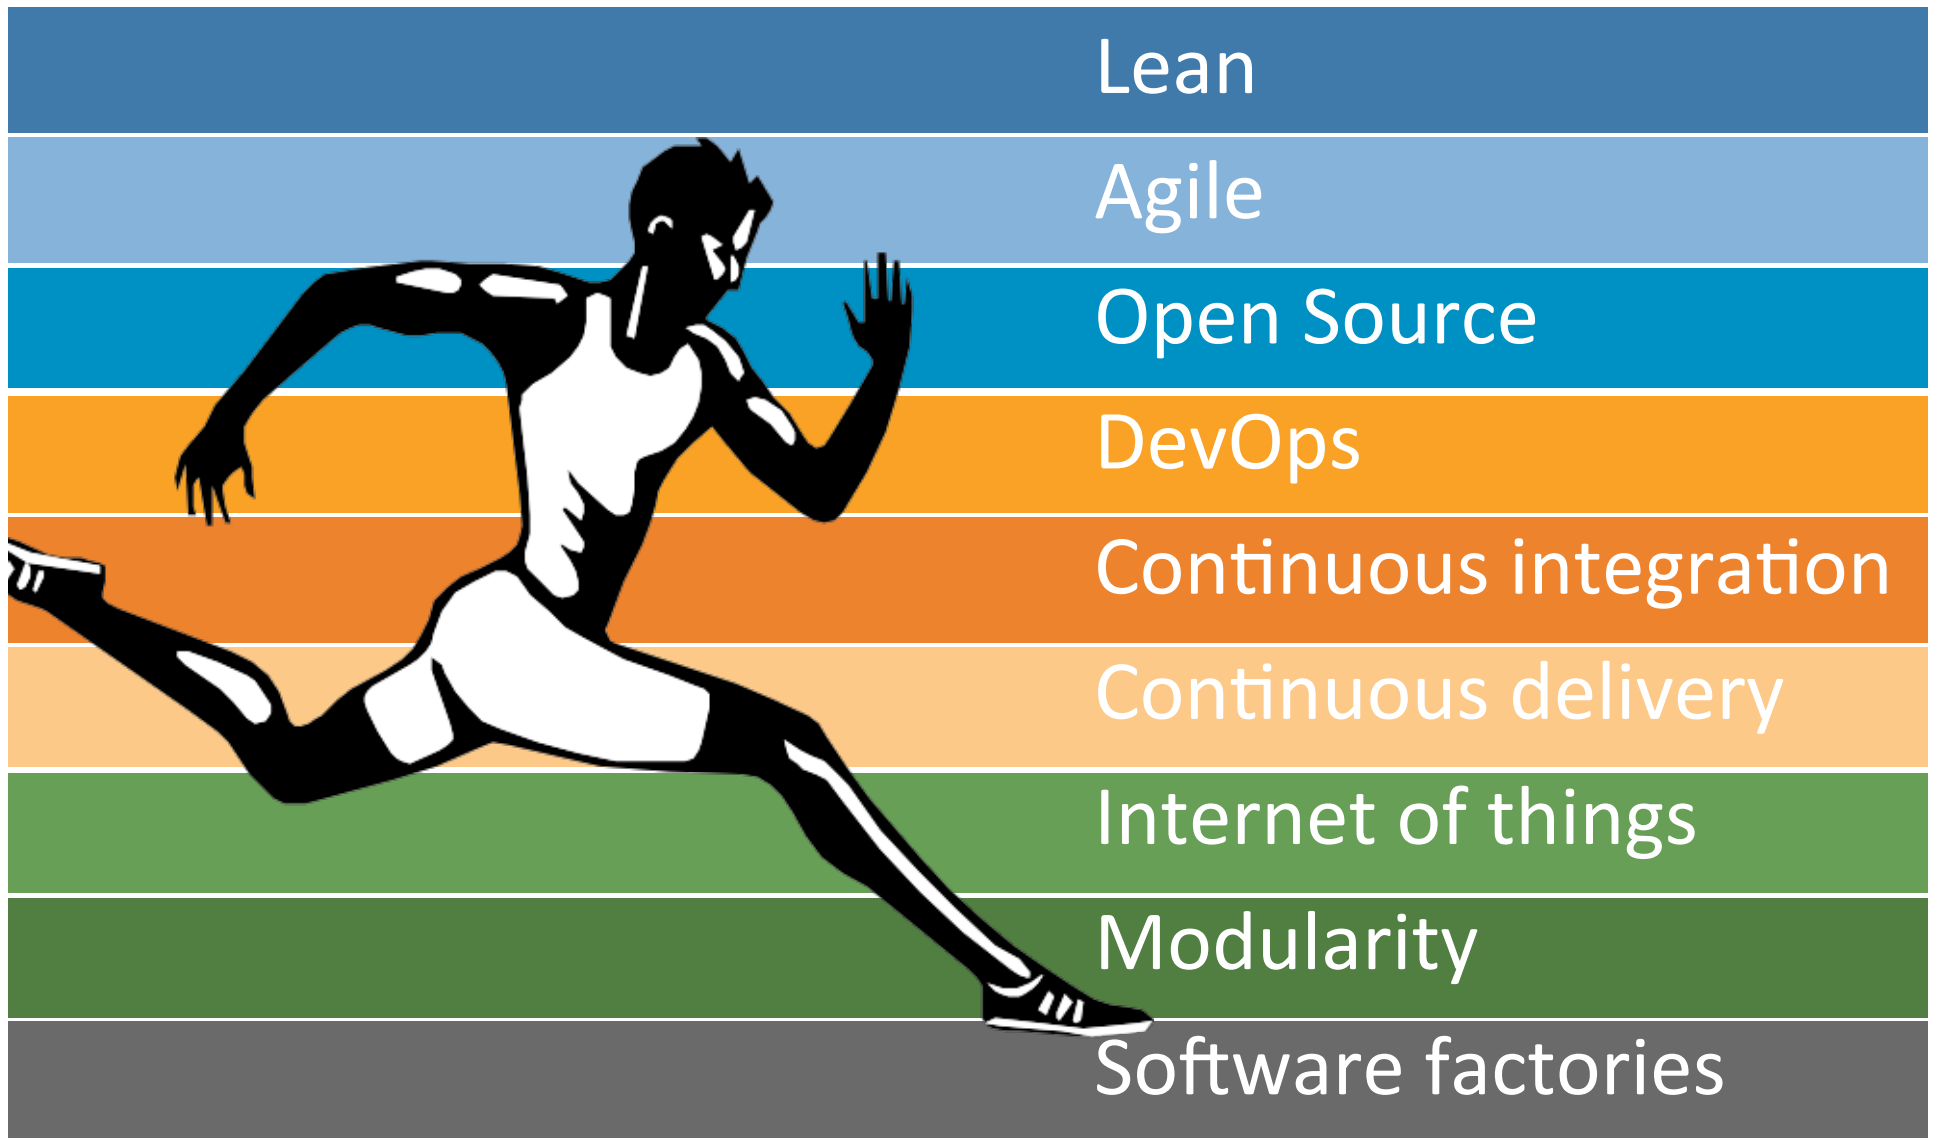 Lean
Agile
Open Source
DevOps
Continuous integration
Continuous delivery
Internet of things
Modularity
Software factories